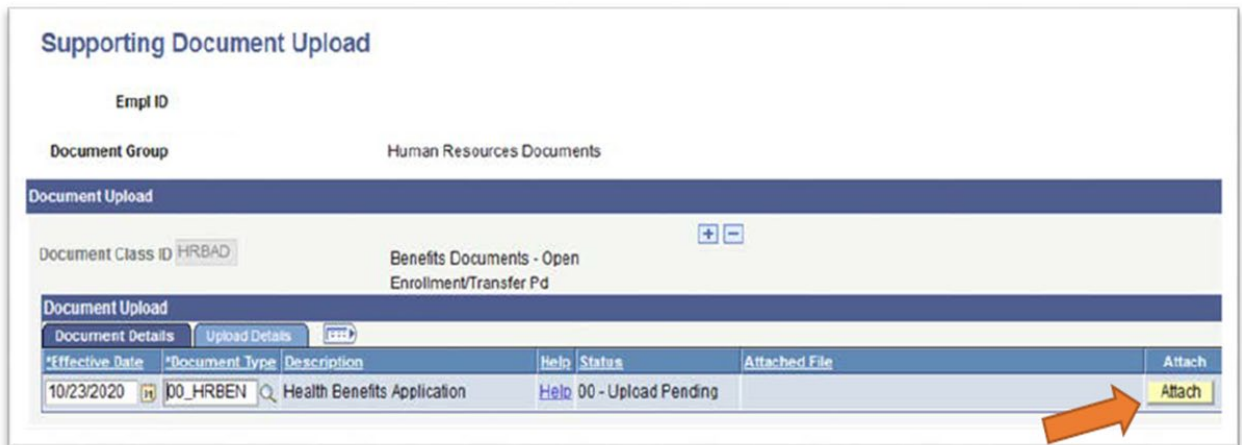 Supporting Document Upload
Empl ID
Document Group Human Resources Documents
Document Upload
Document Class ID HRBAD Benefits Documents - Open
Enrollment/Transfer Pd
Document Upload
Document Details Upload Details
*Effective Date *Document Type Description Help Status Attached File Attach
10/23/2020 00_HRBEN Health Benefits Application Help 00 - Upload Pending Attach